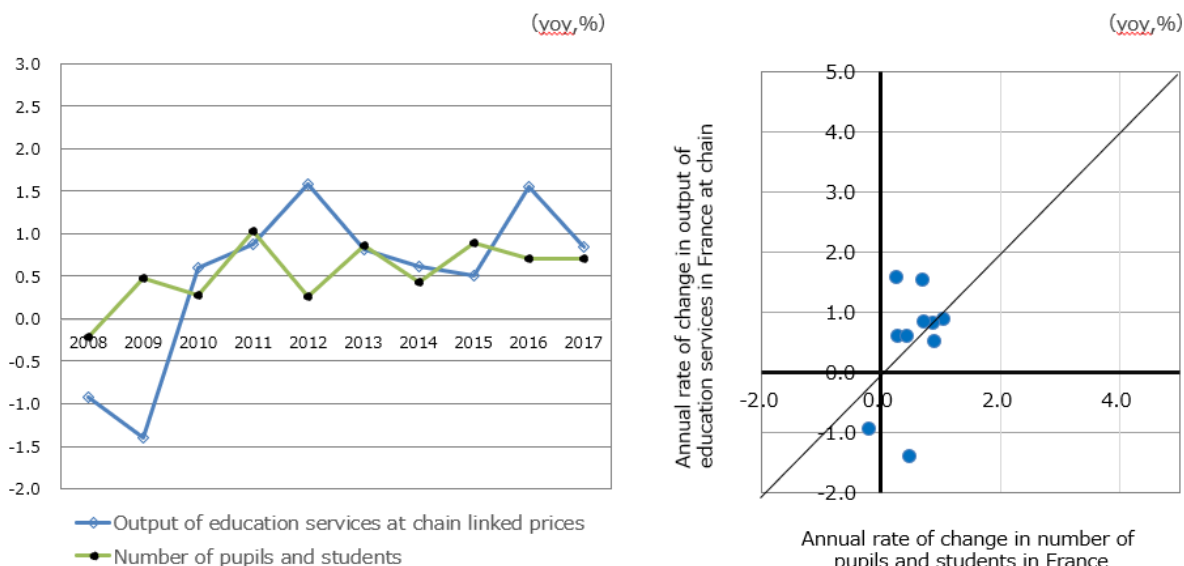 (yoy,%)
3.0
2.5
2.0
1.5
1.0
0.5
0.0
-0.5
-1.0
-1.5
-2.0
2008 2009 2010 2011 2012 2013 2014 2015 2016 2017
Output of education services at chain linked prices
Number of pupils and students
(yoy,%)
Annual rate of change in output of
education services in France at chain
5.0
4.0
3.0
2.0
1.0
0.0
-1.0
-2.0
-2.0 0.0 2.0 4.0
Annual rate of change in number of
pupils and students in France